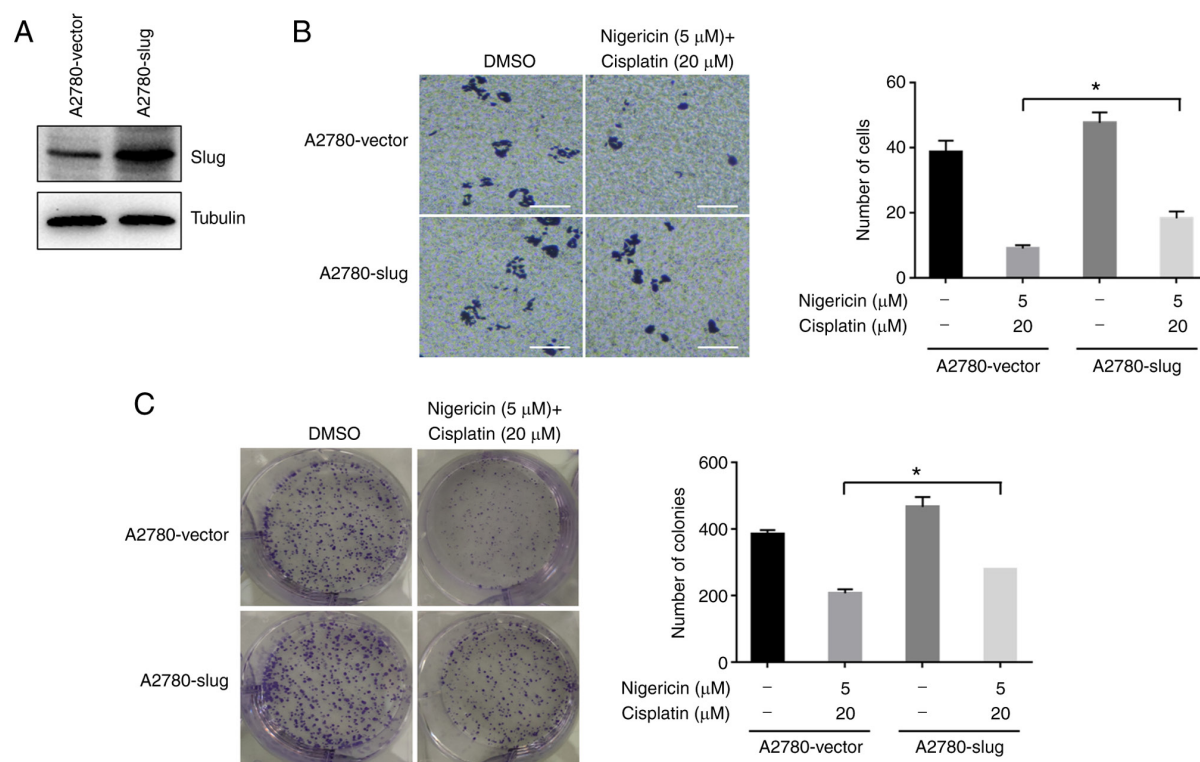 A
A2780-vector
A2780-slug
Slug
Tubulin
B
DMSO
Nigericin (5 μM)+
Cisplatin (20 μM)
A2780-vector
A2780-slug
Number of cells
60
40
20
0
*
Nigericin (μM) – 5 – 5
Cisplatin (μM) – 20 – 20
A2780-vector A2780-slug
C
DMSO
Nigericin (5 μM)+
Cisplatin (20 μM)
A2780-vector
A2780-slug
Number of colonies
600
400
200
0
*
Nigericin (μM) – 5 – 5
Cisplatin (μM) – 20 – 20
A2780-vector A2780-slug